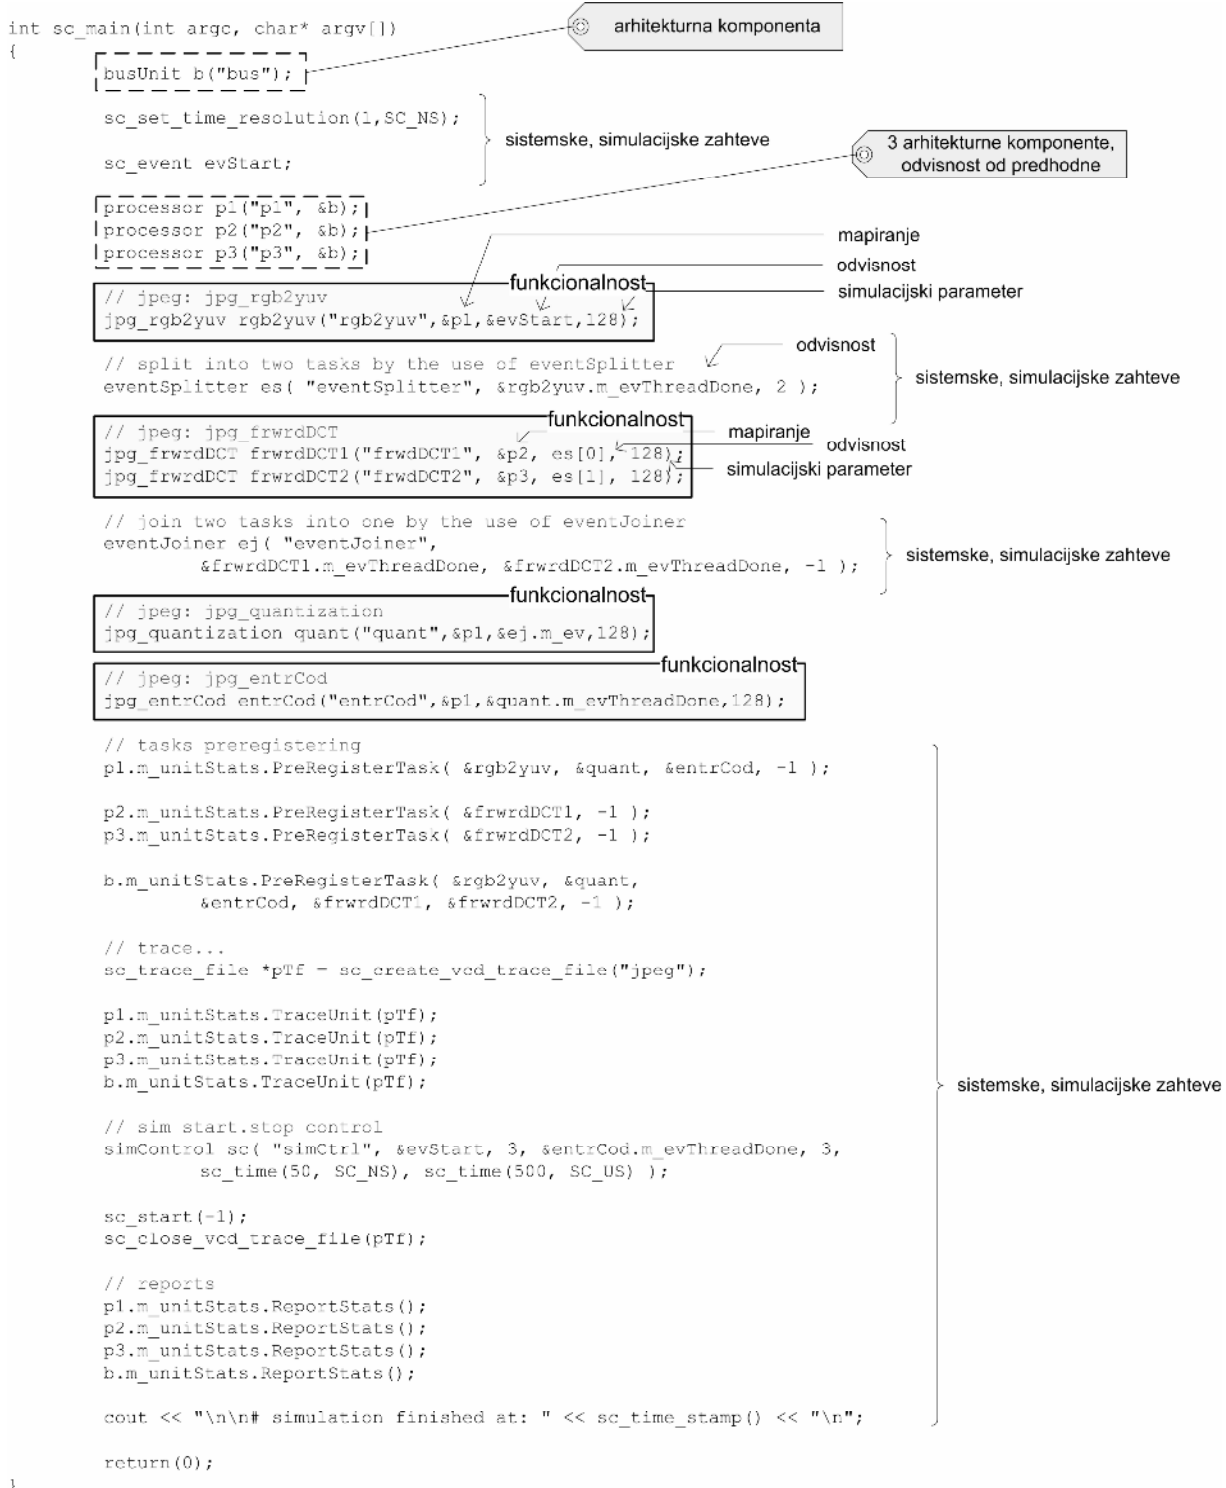 int sc_main(int argc, char* argv[])
arhitekturna komponenta
{
busUnit b("bus");
sc_set_time_resolution(1,SC_NS);
sistemske, simulacijske zahteve
sc_event evStart;
3 arhitekturne komponente,
odvisnost od predhodne
processor p1("p1", &b);
processor p2("p2", &b);
processor p3("p3", &b);
mapiranje
odvisnost
simulacijski parameter
funkcionalnost
// jpeg: jpg_rgb2yuv
jpg_rgb2yuv rgb2yuv("rgb2yuv",&p1,&evStart,128);
odvisnost
// split into two tasks by the use of eventSplitter
eventSplitter es( "eventSplitter", &rgb2yuv.m_evThreadDone, 2 );
sistemske, simulacijske zahteve
funkcionalnost
mapiranje
odvisnost
simulacijski parameter
// jpeg: jpg_frwrdDCT
jpg_frwrdDCT frwrdDCT1("frwdDCT1", &p2, es[0], 128);
jpg_frwrdDCT frwrdDCT2("frwdDCT2", &p3, es[1], 128);
// join two tasks into one by the use of eventJoiner
eventJoiner ej( "eventJoiner",
&frwrdDCT1.m_evThreadDone, &frwrdDCT2.m_evThreadDone, -1 );
sistemske, simulacijske zahteve
funkcionalnost
// jpeg: jpg_quantization
jpg_quantization quant("quant",&p1,&ej.m_ev,128);
funkcionalnost
// jpeg: jpg_entrCod
jpg_entrCod entrCod("entrCod",&p1,&quant.m_evThreadDone,128);
// tasks preregistering
p1.m_unitStats.PreRegisterTask( &rgb2yuv, &quant, &entrCod, -1 );
p2.m_unitStats.PreRegisterTask( &frwrdDCT1, -1 );
p3.m_unitStats.PreRegisterTask( &frwrdDCT2, -1 );
b.m_unitStats.PreRegisterTask( &rgb2yuv, &quant,
&entrCod, &frwrdDCT1, &frwrdDCT2, -1 );
// trace...
sc_trace_file *pTf = sc_create_vcd_trace_file("jpeg");
p1.m_unitStats.TraceUnit(pTf);
p2.m_unitStats.TraceUnit(pTf);
p3.m_unitStats.TraceUnit(pTf);
b.m_unitStats.TraceUnit(pTf);
sistemske, simulacijske zahteve
// sim start.stop control
simControl sc( "simCtrl", &evStart, 3, &entrCod.m_evThreadDone, 3,
sc_time(50, SC_NS), sc_time(500, SC_US) );
sc_start(-1);
sc_close_vcd_trace_file(pTf);
// reports
p1.m_unitStats.ReportStats();
p2.m_unitStats.ReportStats();
p3.m_unitStats.ReportStats();
b.m_unitStats.ReportStats();
cout << "\n\n# simulation finished at: " << sc_time_stamp() << "\n";
return(0);
}